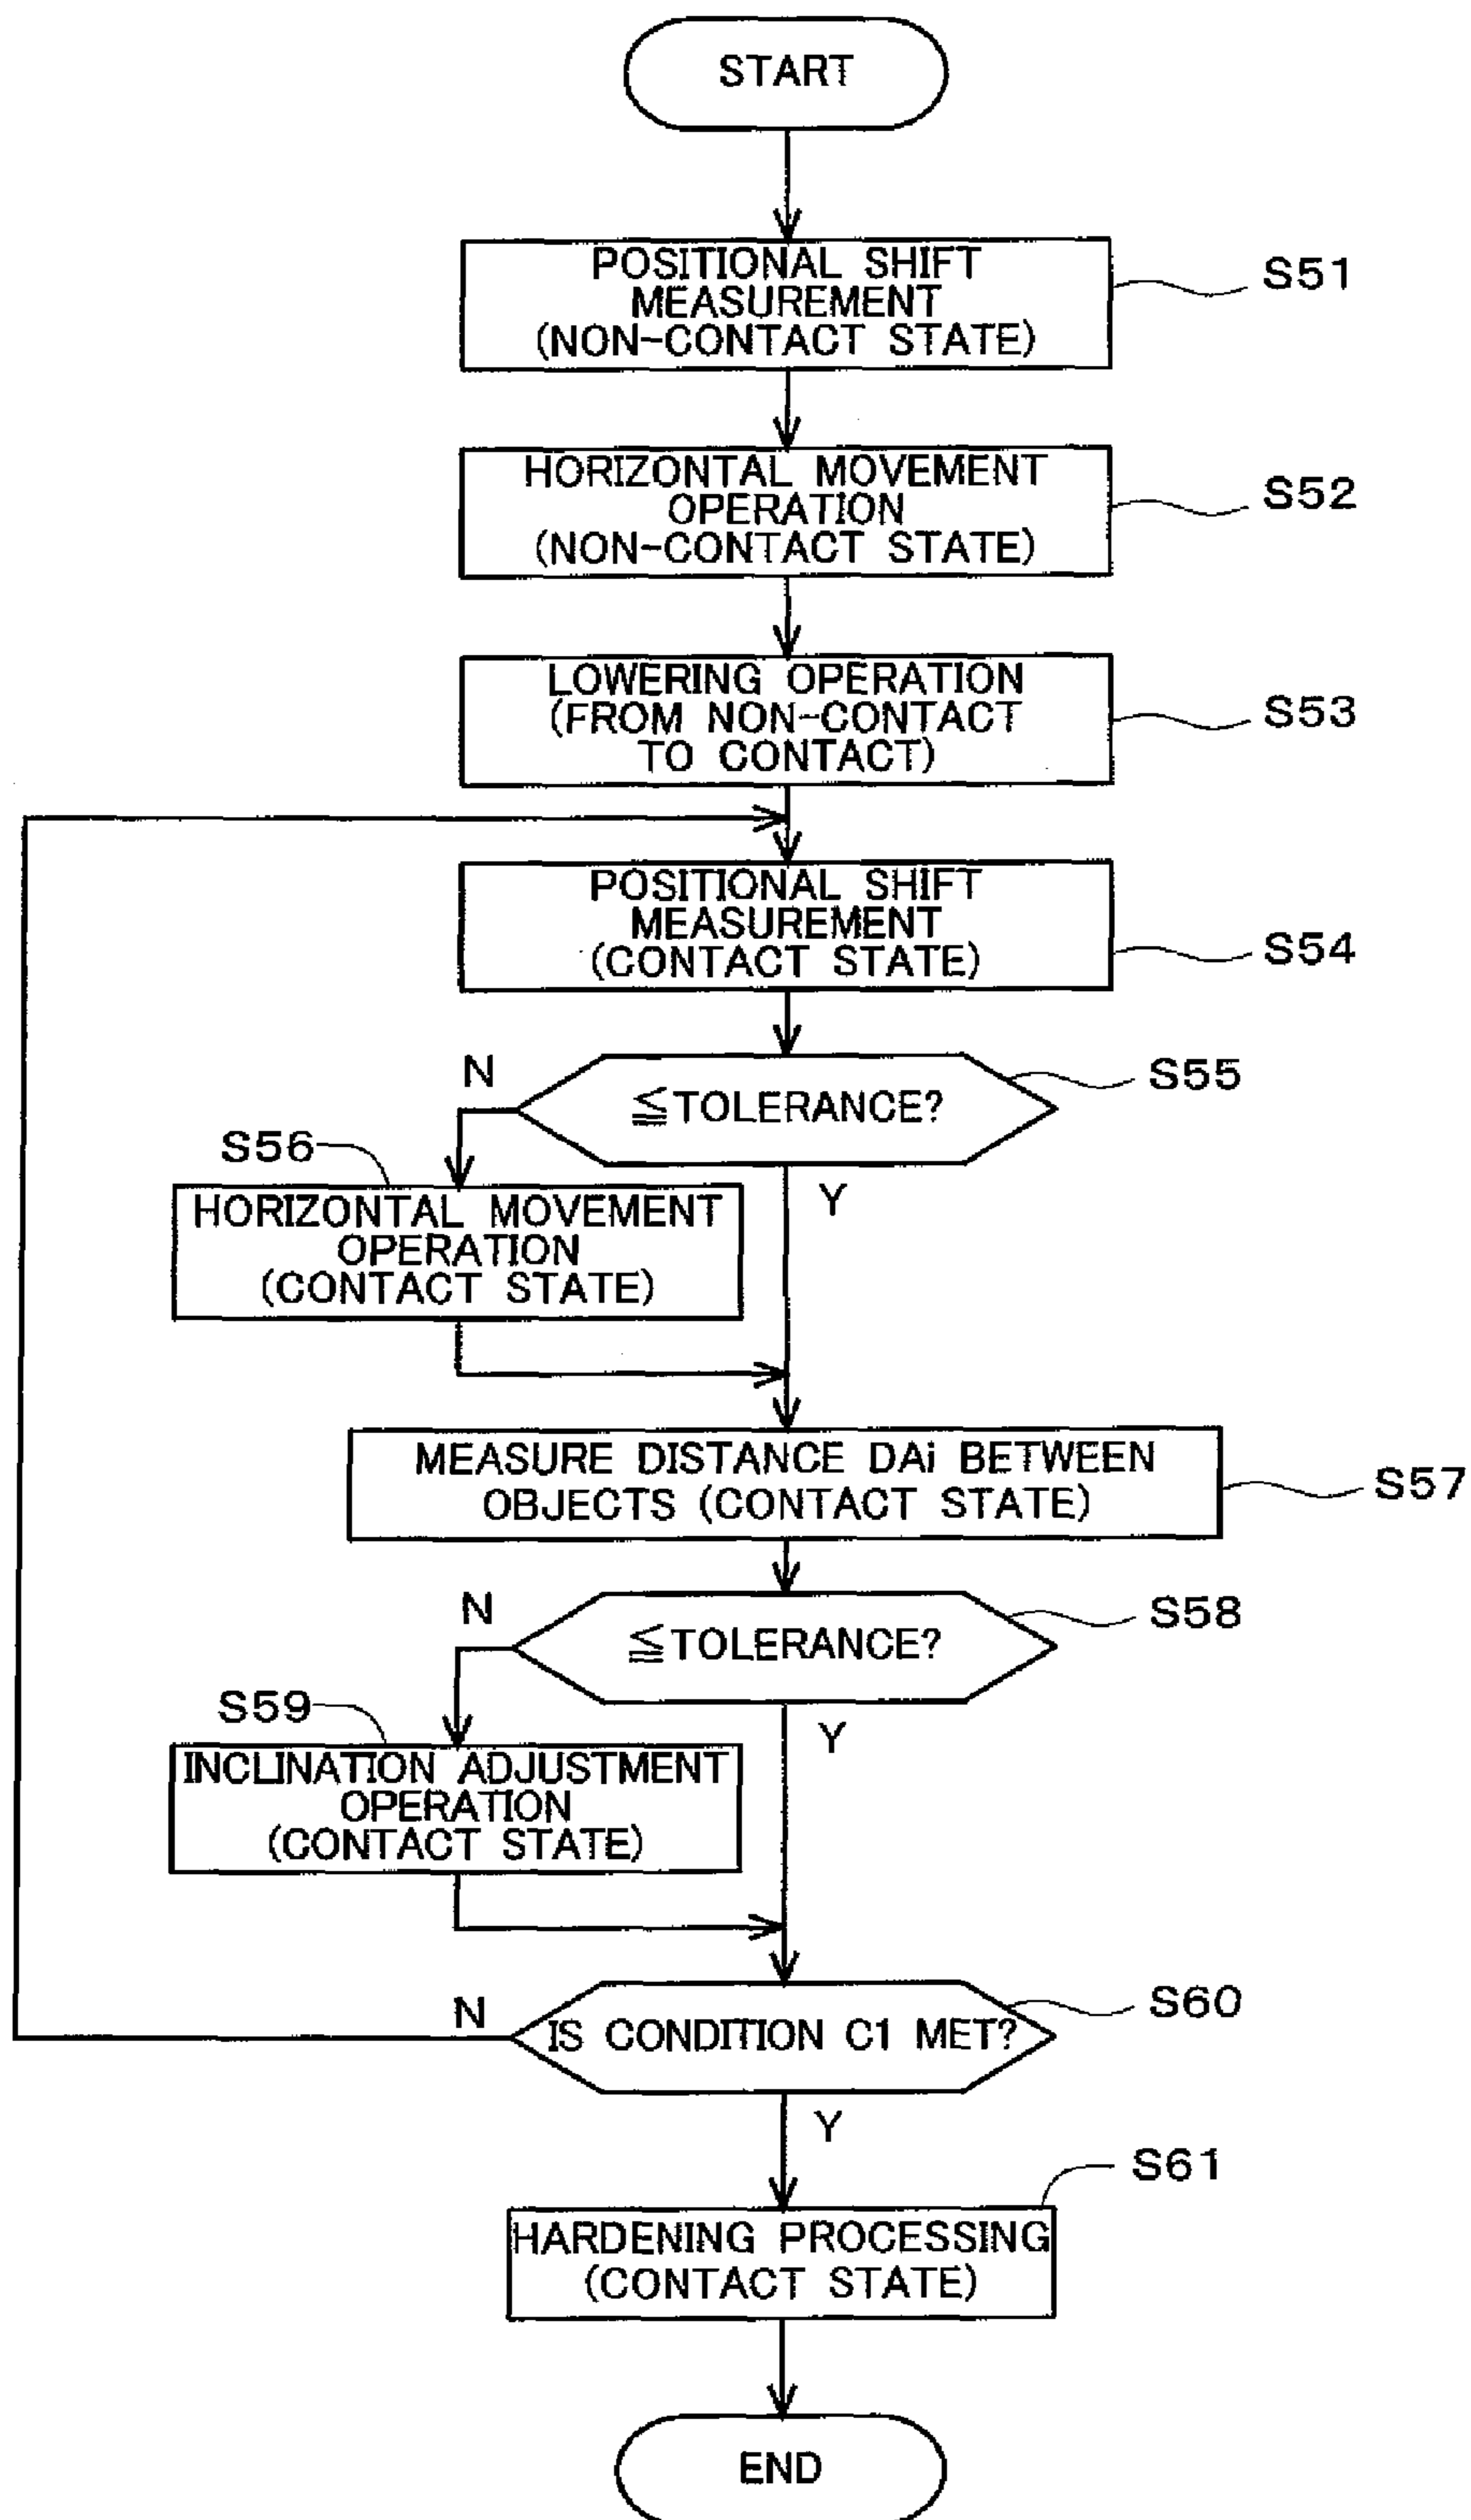 START
POSITIONAL SHIFT
MEASUREMENT
(NON-CONTACT STATE)
S51
HORIZONTAL MOVEMENT
OPERATION
(NON-CONTACT STATE)
S52
LOWERING OPERATION
(FROM NON-CONTACT
TO CONTACT)
S53
POSITIONAL SHIFT
MEASUREMENT
(CONTACT STATE)
S54
N
≦TOLERANCE?
S55
S56
Y
HORIZONTAL MOVEMENT
OPERATION
(CONTACT STATE)
MEASURE DISTANCE DAi BETWEEN
OBJECTS (CONTACT STATE)
S57
N
≦TOLERANCE?
S58
S59
Y
INCLINATION ADJUSTMENT
OPERATION
(CONTACT STATE)
N
IS CONDITION C1 MET?
S60
Y
S61
HARDENING PROCESSING
(CONTACT STATE)
END